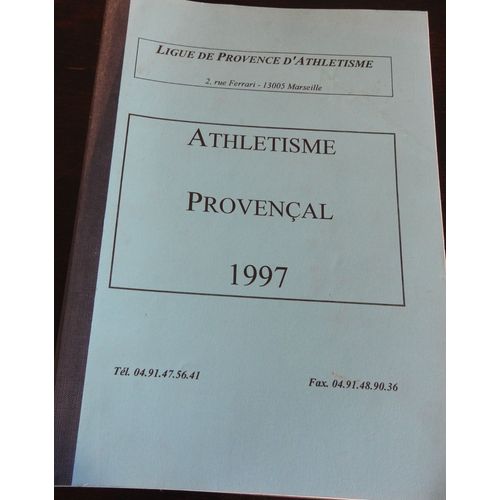 LIGUE DE PROVENCE D'ATHLETISME
2, rue Ferrari - 13005 Marseille
ATHLETISME
PROVENÇAL
1997
Tél. 04.91.47.56.41 Fax. 04.91.48.90.36